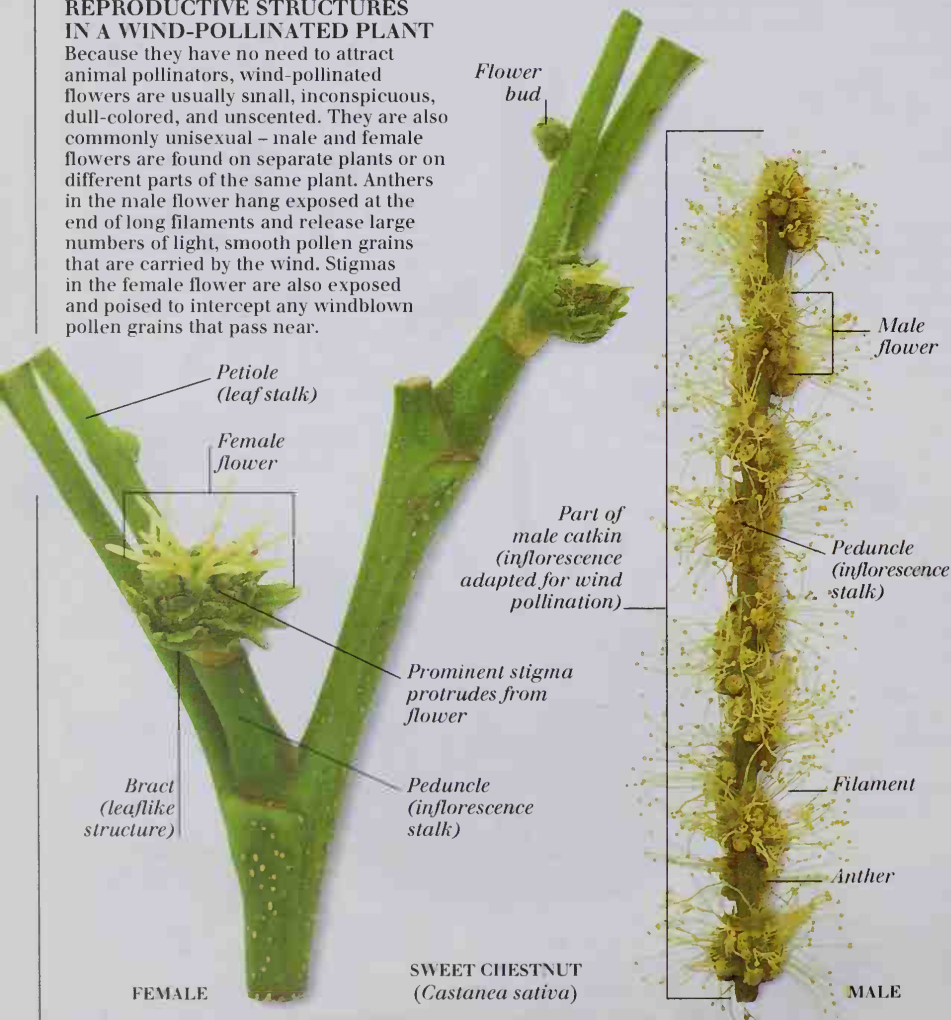 REPRODUCTIVE STRUCTURES
IN A WIND-POLLINATED PLANT
Because they have no need to attract
animal pollinators, wind-pollinated
flowers are usually small, inconspicuous,
dull-colored, and unscented. They are also
commonly unisexual – male and female
flowers are found on separate plants or on
different parts of the same plant. Anthers
in the male flower hang exposed at the
end of long filaments and release large
numbers of light, smooth pollen grains
that are carried by the wind. Stigmas
in the female flower are also exposed
and poised to intercept any windblown
pollen grains that pass near.
Flower
bud
Petiole
(leaf stalk)
Female
flower
Male
flower
Part of
male catkin
(inflorescence
adapted for wind
pollination)
Peduncle
(inflorescence
stalk)
Prominent stigma
protrudes from
flower
Bract
(leaflike
structure)
Peduncle
(inflorescence
stalk)
Filament
Anther
FEMALE
SWEET CHESTNUT
(Castanea sativa)
MALE